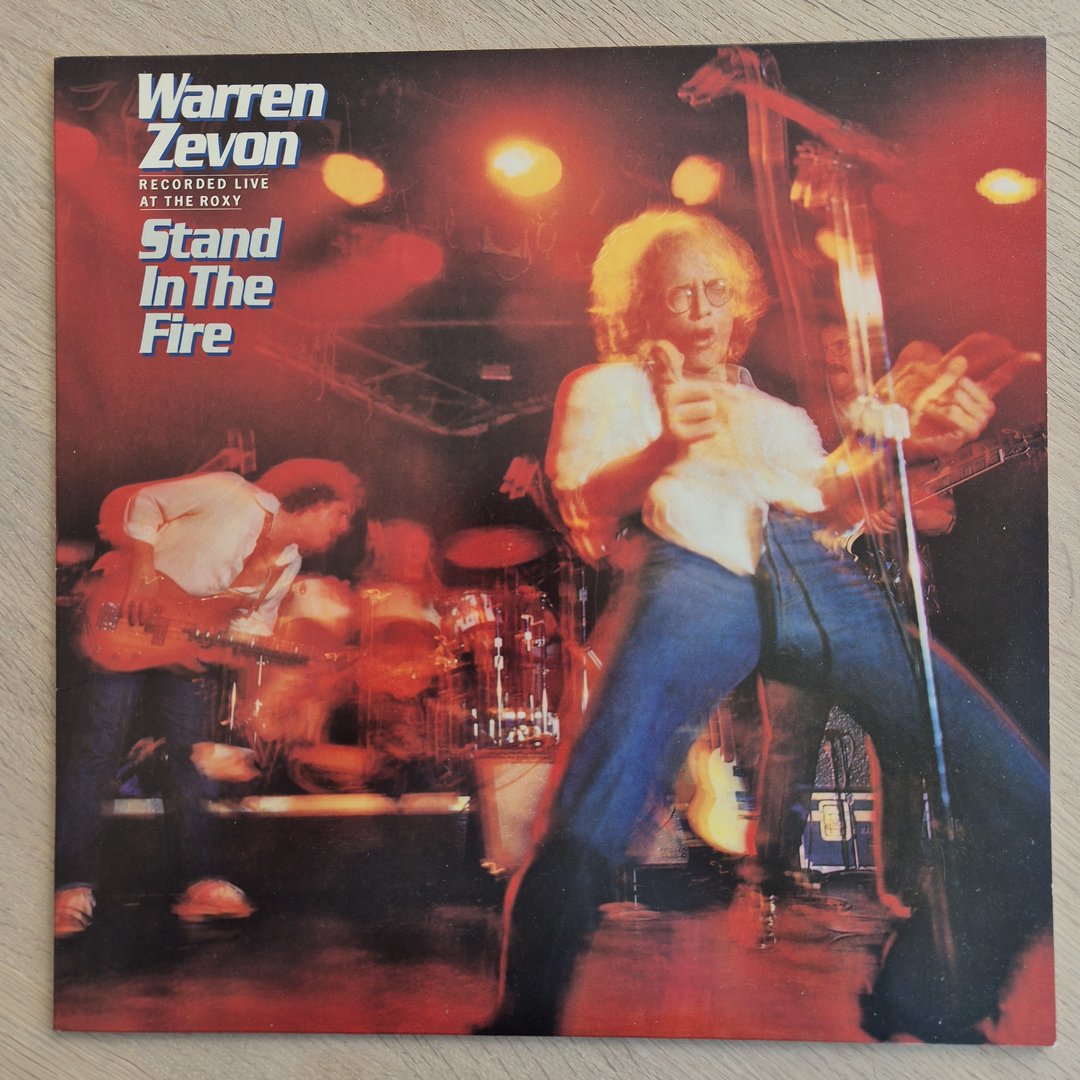 Warren
Zevon
RECORDED LIVE
AT THE ROXY
Stand
In The
Fire